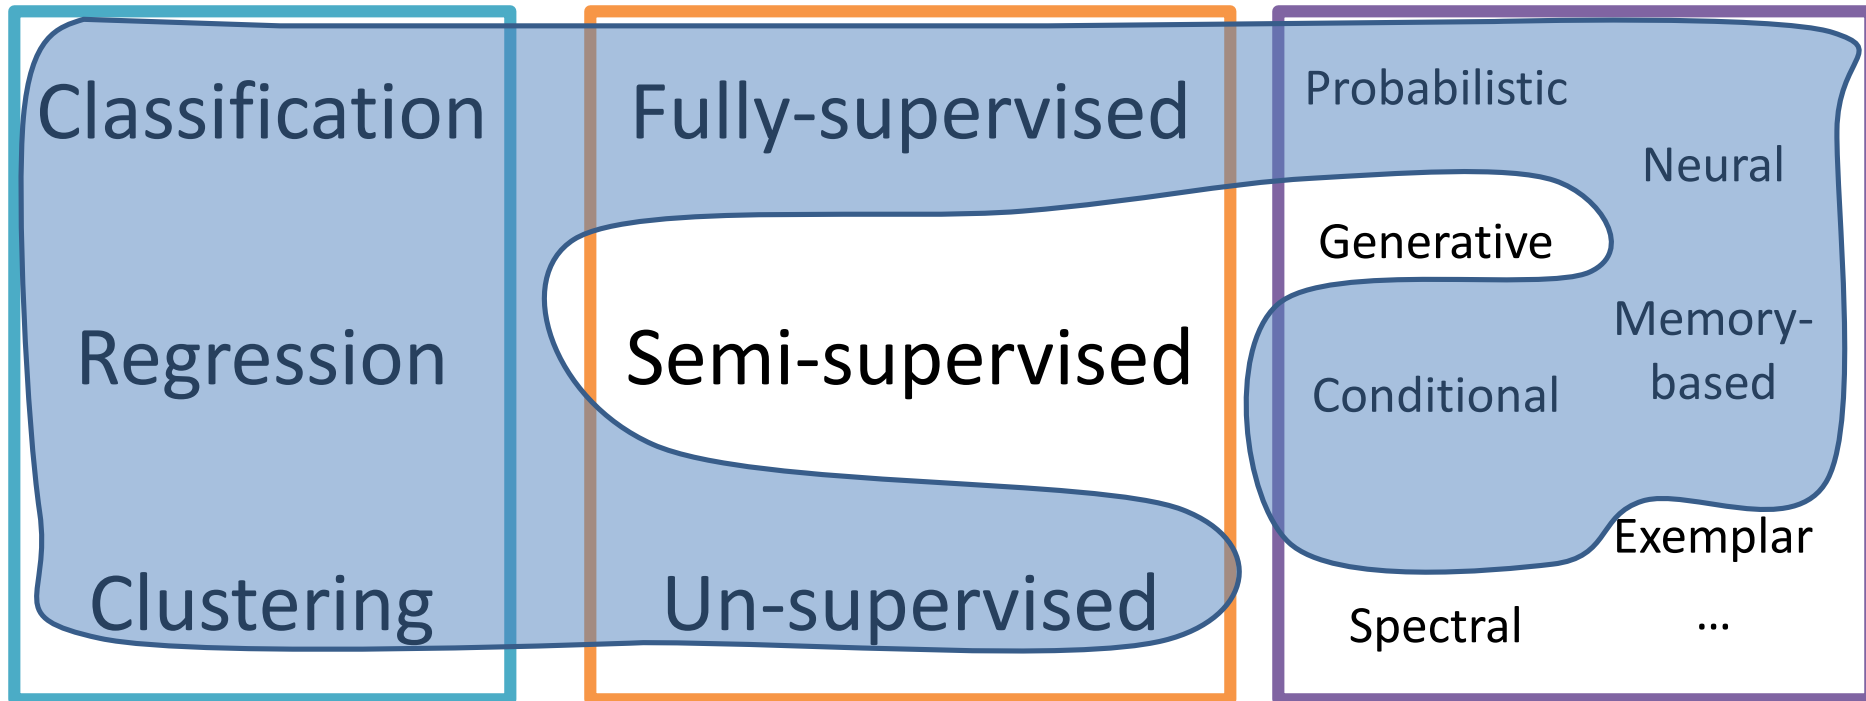 Classification
Regression
Clustering
Fully-supervised
Semi-supervised
Un-supervised
Probabilistic
Neural
Generative
Memory-
based
Conditional
Exemplar
Spectral
...